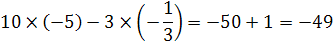 10 × (−5) − 3 × (−1/3) = −50 + 1 = −49